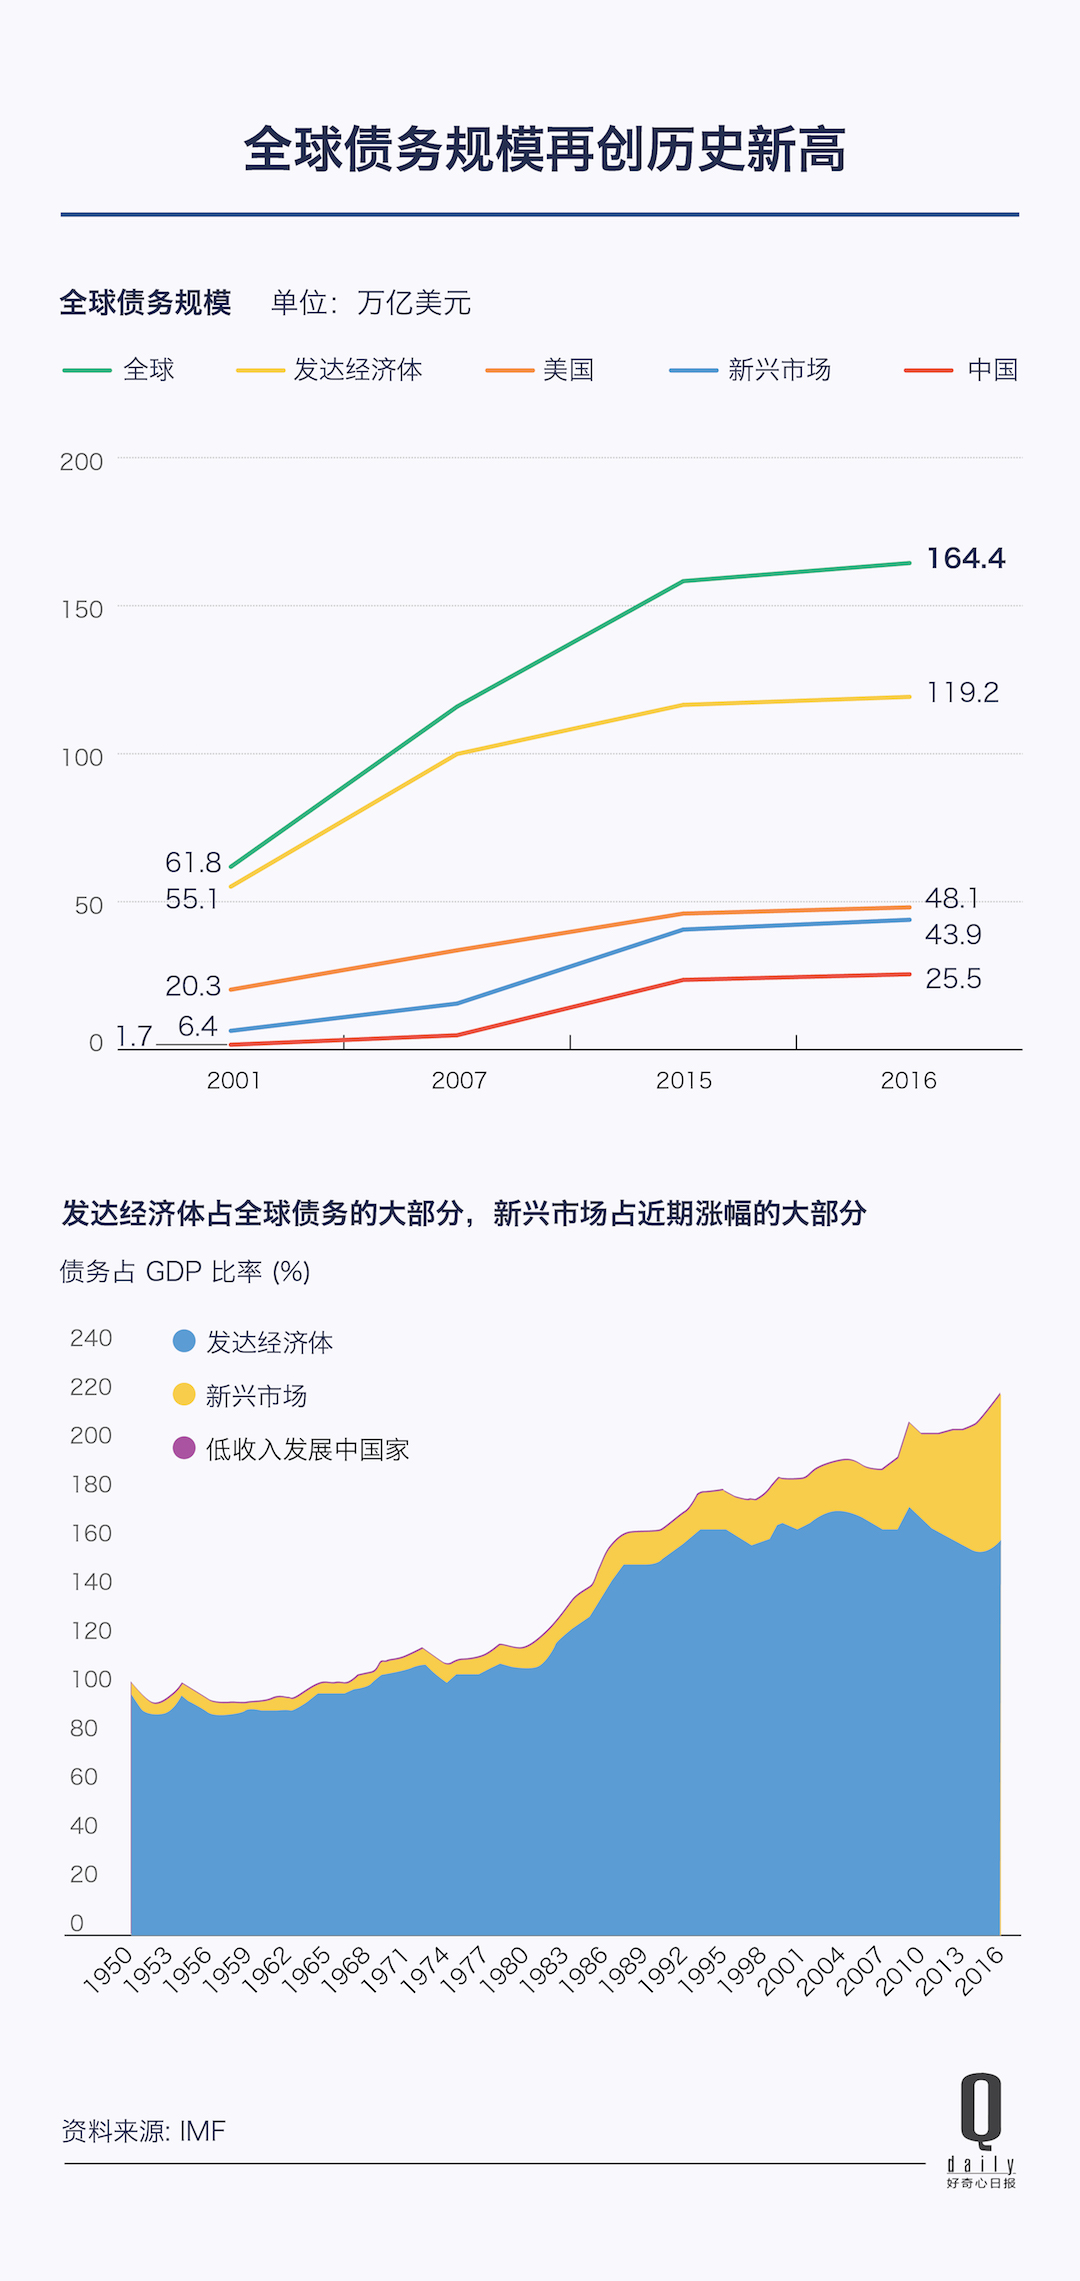 全球债务规模再创历史新高
全球债务规模 单位：万亿美元
全球 发达经济体 美国 新兴市场 中国
200
164.4
150
119.2
100
61.8
55.1
50
48.1
43.9
20.3
25.5
6.4
1.7
0
2001 2007 2015 2016
发达经济体占全球债务的大部分，新兴市场占近期涨幅的大部分
债务占 GDP 比率 (%)
240
发达经济体
220
新兴市场
200
低收入发展中国家
180
160
140
120
100
80
60
40
20
0
1950 1953 1956 1959 1962 1965 1968 1971 1974 1977 1980 1983 1986 1989 1992 1995 1998 2001 2004 2007 2010 2013 2016
资料来源: IMF
Q
daily
好奇心日报